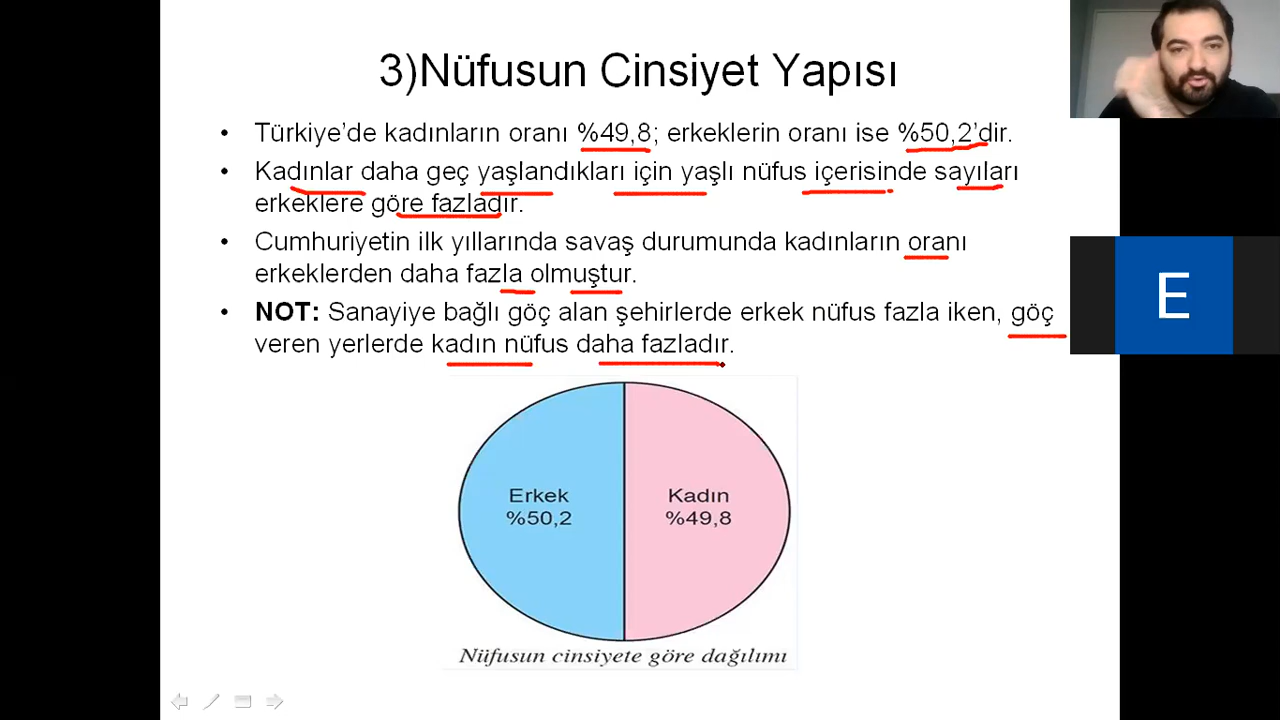 3)Nüfusun Cinsiyet Yapısı
• Türkiye'de kadınların oranı %49,8; erkeklerin oranı ise %50,2'dir.
• Kadınlar daha geç yaşlandıkları için yaşlı nüfus içerisinde sayıları
erkeklere göre fazladır.
• Cumhuriyetin ilk yıllarında savaş durumunda kadınların oranı
erkeklerden daha fazla olmuştur.
• NOT: Sanayiye bağlı göç alan şehirlerde erkek nüfus fazla iken, göç
veren yerlerde kadın nüfus daha fazladır.
E
Erkek
%50,2
Kadın
%49,8
Nüfusun cinsiyete göre dağılımı